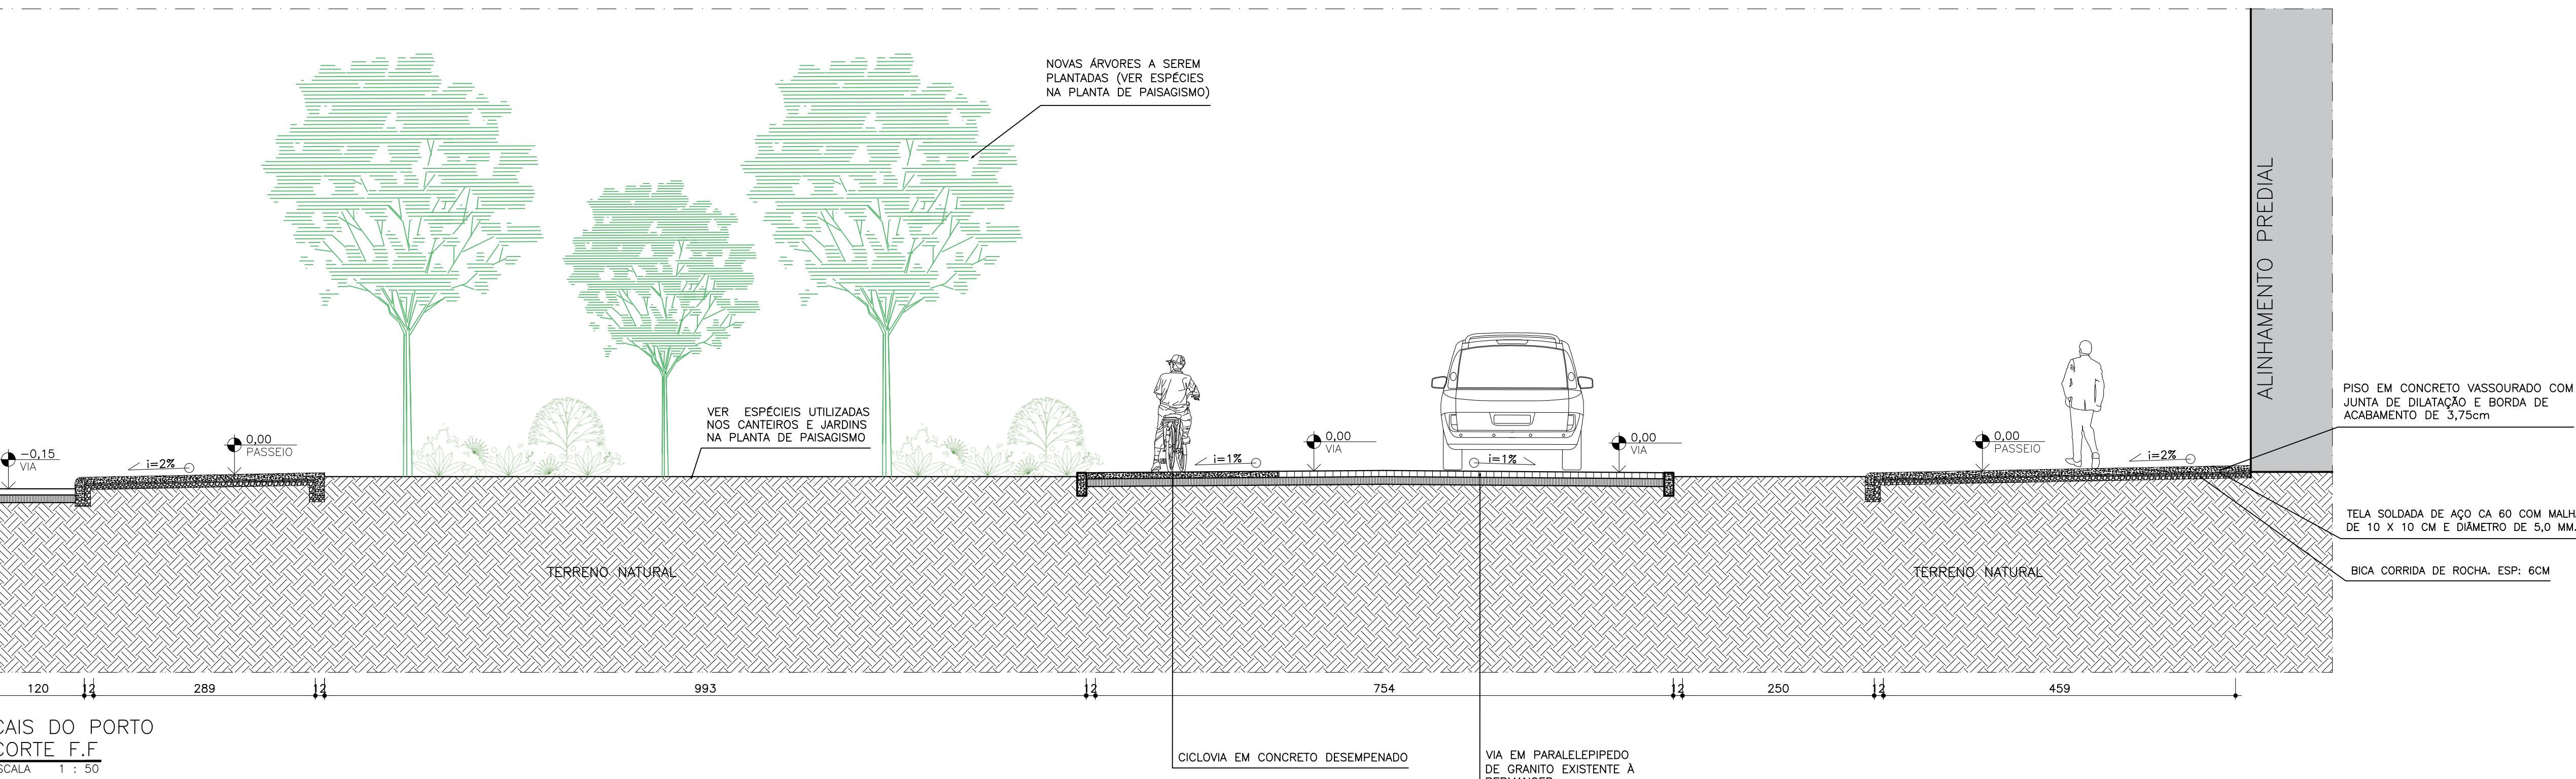 NOVAS ÁRVORES A SEREM
PLANTADAS (VER ESPÉCIES
NA PLANTA DE PAISAGISMO)
ALINHAMENTO PREDIAL
VER ESPÉCIEIS UTILIZADAS
NOS CANTEIROS E JARDINS
NA PLANTA DE PAISAGISMO
PISO EM CONCRETO VASSOURADO COM
JUNTA DE DILATAÇÃO E BORDA DE
ACABAMENTO DE 3,75cm
-0,15
VIA
i=2%
0,00
PASSEIO
i=1%
0,00
VIA
i=1%
0,00
VIA
0,00
PASSEIO
i=2%
TELA SOLDADA DE AÇO CA 60 COM MALH
DE 10 X 10 CM E DIÂMETRO DE 5,0 MM.
BICA CORRIDA DE ROCHA. ESP: 6CM
TERRENO NATURAL
TERRENO NATURAL
120 12 289 12 993 12 754 12 250 12 459
CAIS DO PORTO
CORTE F.F
SCALA 1 : 50
CICLOVIA EM CONCRETO DESEMPENADO
VIA EM PARALELEPIPEDO
DE GRANITO EXISTENTE À